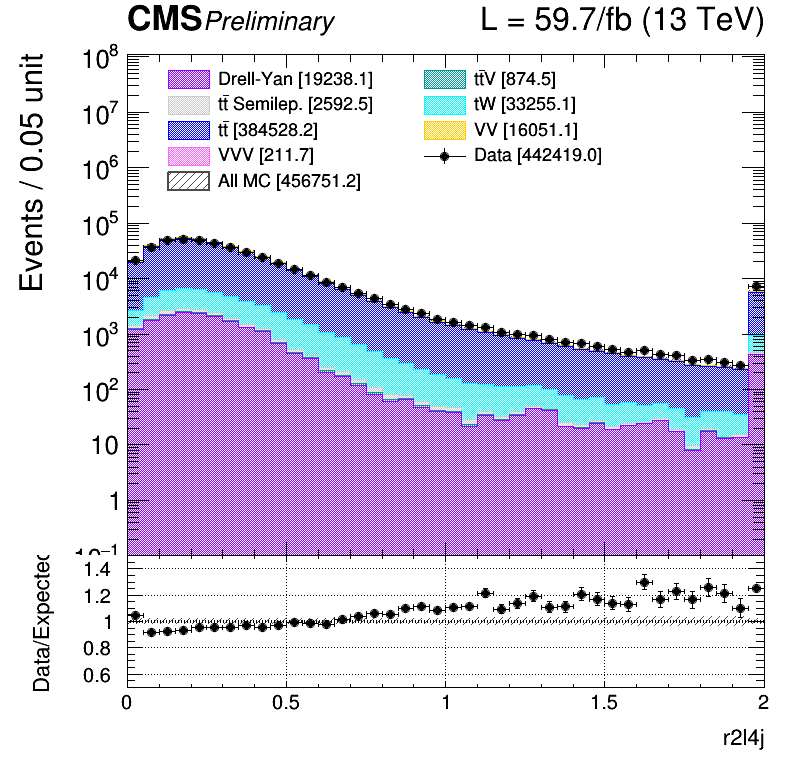 CMS Preliminary L = 59.7/fb (13 TeV)
Events / 0.05 unit
10⁸
10⁷
10⁶
10⁵
10⁴
10³
10²
10
1
10⁻¹
Drell-Yan [19238.1]
tt̄ Semilep. [2592.5]
tt̄ [384528.2]
VVV [211.7]
All MC [456751.2]
tt̄V [874.5]
tW [33255.1]
VV [16051.1]
Data [442419.0]
Data/Expected
1.4
1.2
1
0.8
0.6
0 0.5 1 1.5 2
r2l4j